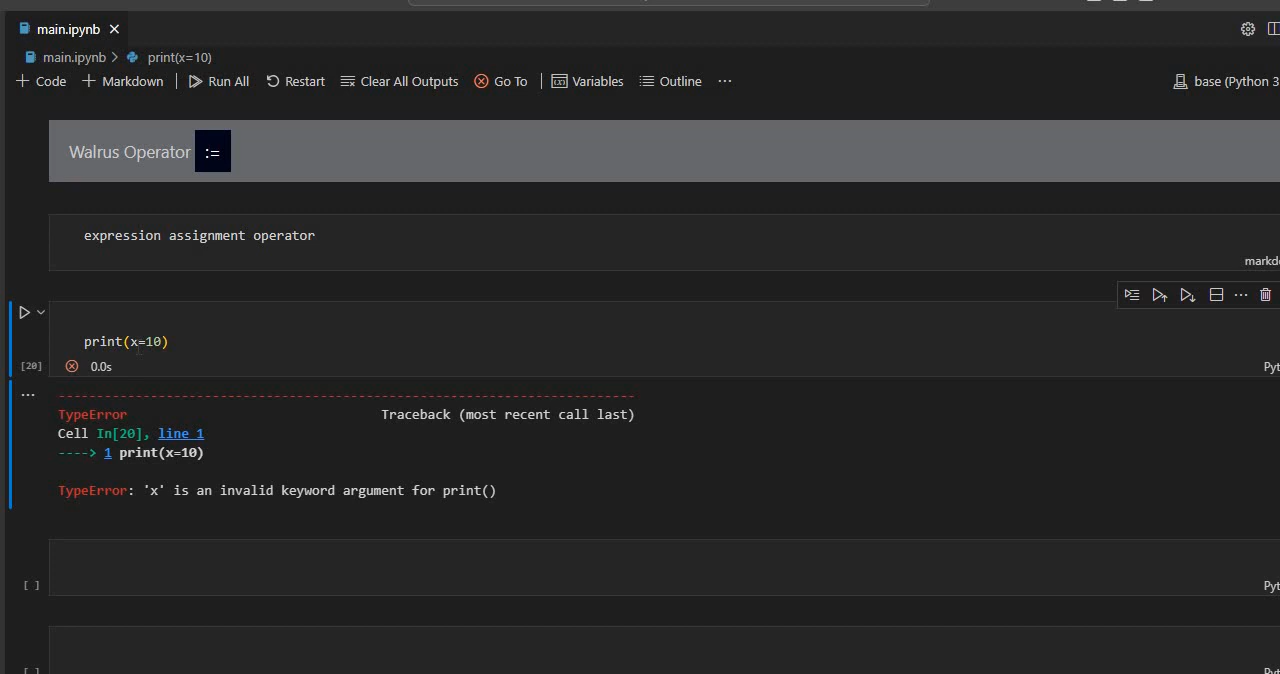 main.ipynb
main.ipynb > print(x=10)
Code Markdown Run All Restart Clear All Outputs Go To Variables Outline ... base (Python 3
Walrus Operator :=
expression assignment operator
print(x=10)
[20] 0.0s
--------------------------------------------------------------------------
TypeError Traceback (most recent call last)
Cell In[20], line 1
----> 1 print(x=10)
TypeError: 'x' is an invalid keyword argument for print()
[ ]
[ ]